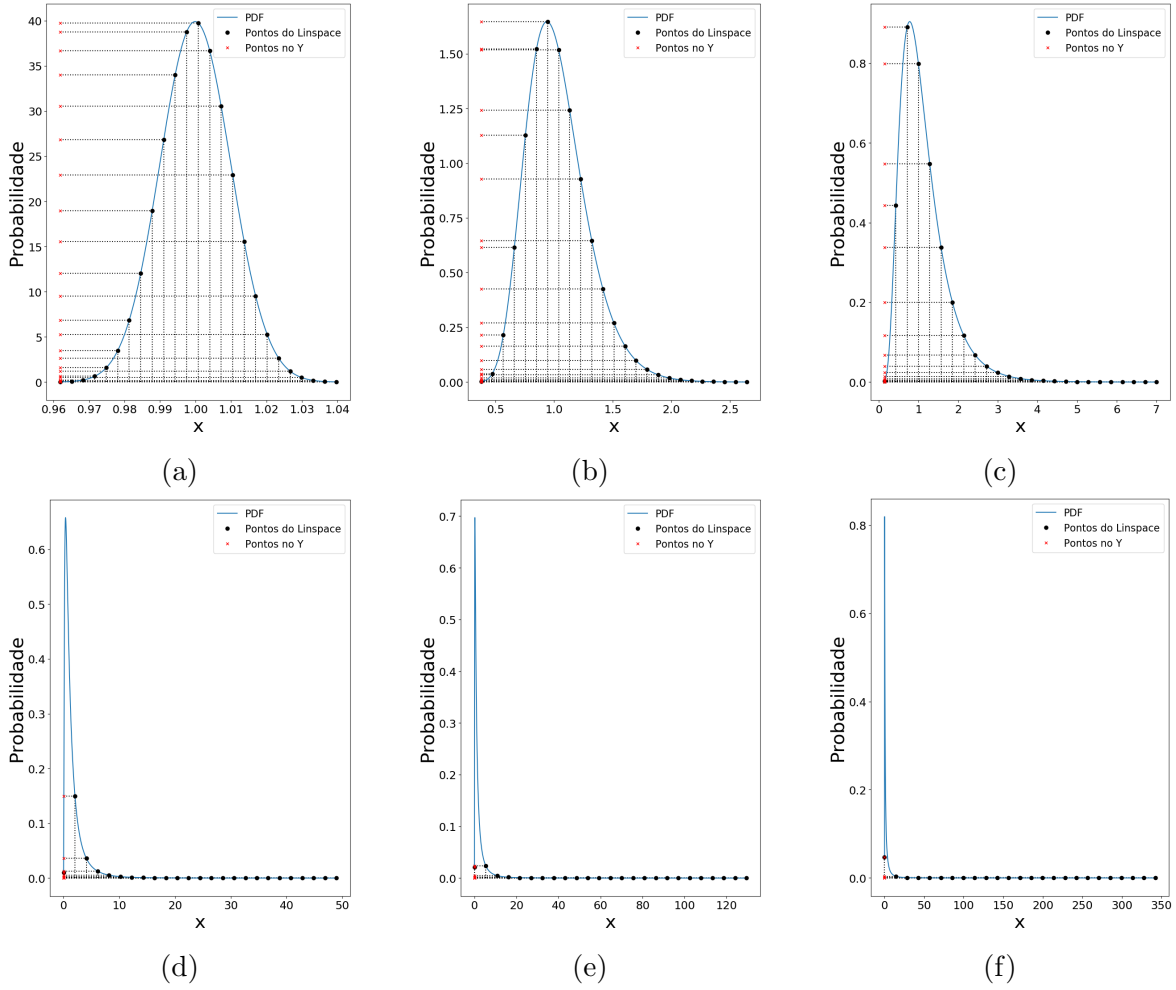 PDF
Pontos do Linspace
Pontos no Y
Probabilidade
40
35
30
25
20
15
10
5
0
0.96 0.97 0.98 0.99 1.00 1.01 1.02 1.03 1.04
x
(a)
PDF
Pontos do Linspace
Pontos no Y
Probabilidade
1.50
1.25
1.00
0.75
0.50
0.25
0.00
0.5 1.0 1.5 2.0 2.5
x
(b)
PDF
Pontos do Linspace
Pontos no Y
Probabilidade
0.8
0.6
0.4
0.2
0.0
0 1 2 3 4 5 6 7
x
(c)
PDF
Pontos do Linspace
Pontos no Y
Probabilidade
0.6
0.5
0.4
0.3
0.2
0.1
0.0
0 10 20 30 40 50
x
(d)
PDF
Pontos do Linspace
Pontos no Y
Probabilidade
0.7
0.6
0.5
0.4
0.3
0.2
0.1
0.0
0 20 40 60 80 100 120
x
(e)
PDF
Pontos do Linspace
Pontos no Y
Probabilidade
0.8
0.6
0.4
0.2
0.0
0 50 100 150 200 250 300 350
x
(f)